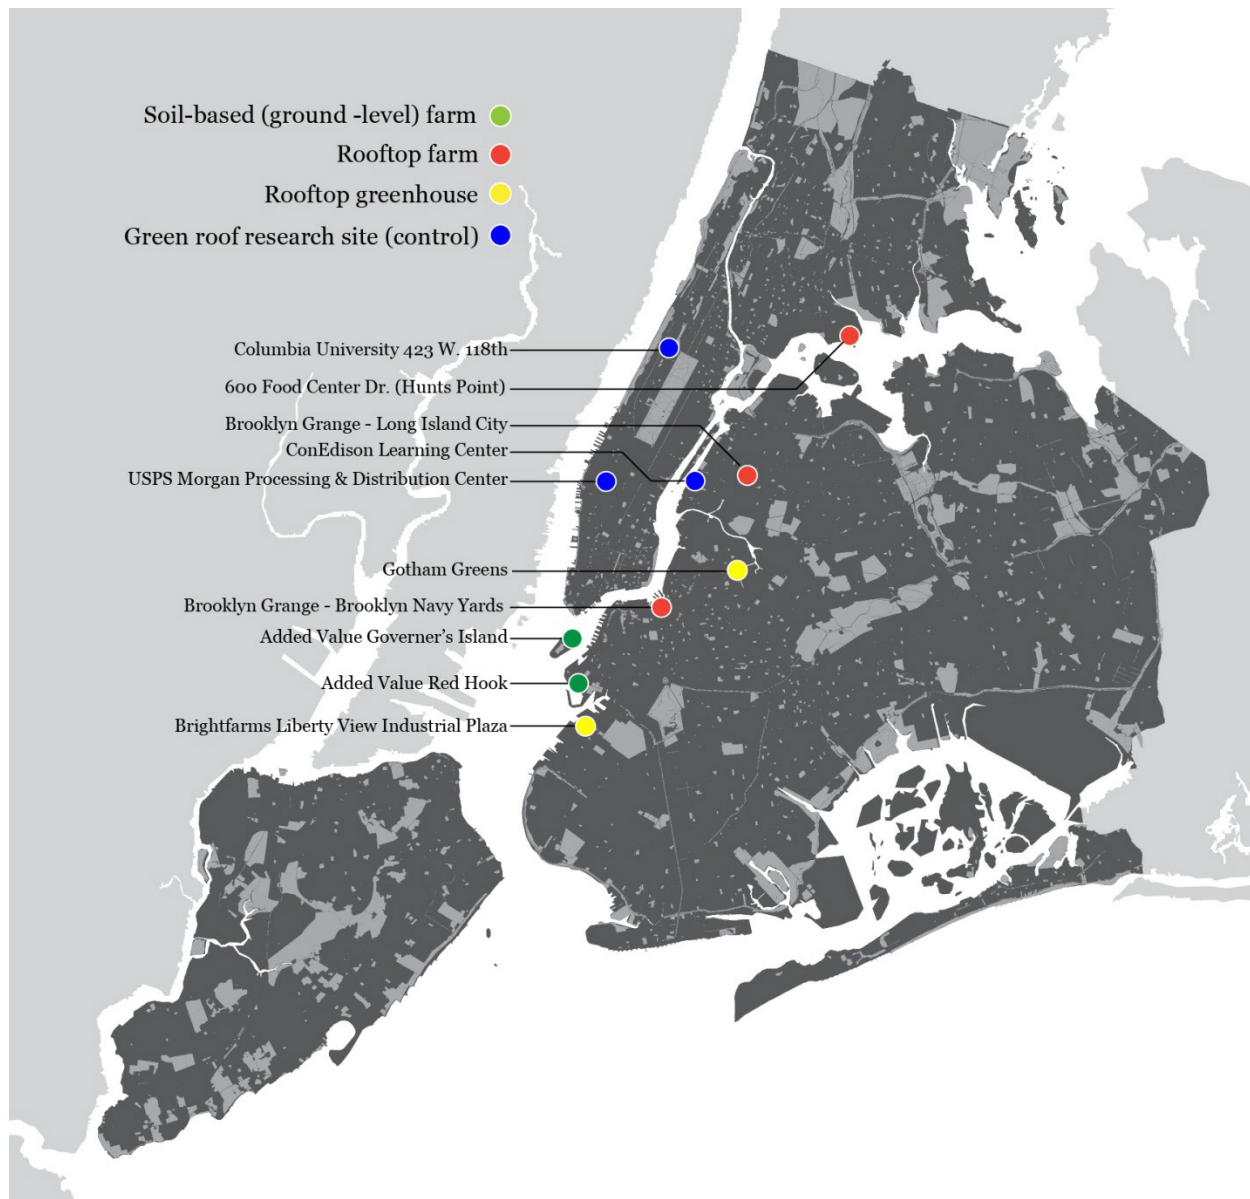 Soil-based (ground -level) farm
Rooftop farm
Rooftop greenhouse
Green roof research site (control)
Columbia University 423 W. 118th
600 Food Center Dr. (Hunts Point)
Brooklyn Grange - Long Island City
ConEdison Learning Center
USPS Morgan Processing & Distribution Center
Gotham Greens
Brooklyn Grange - Brooklyn Navy Yards
Added Value Governer's Island
Added Value Red Hook
Brightfarms Liberty View Industrial Plaza